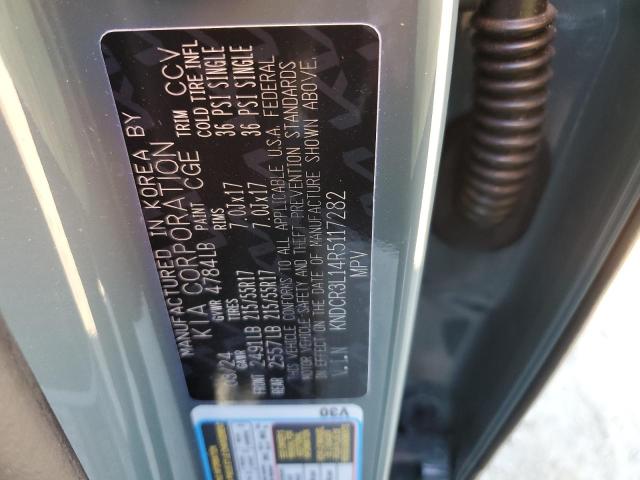 MANUFACTURED IN KOREA BY
KIA CORPORATION
03/24 GVWR 4784LB PAINT CGE TRIM CCV
GAWR TIRES RIMS COLD TIRE INFL
FRONT 2491LB 215/55R17 7.0JX17 36 PSI SINGLE
REAR 2557LB 215/55R17 7.0JX17 36 PSI SINGLE
THIS VEHICLE CONFORMS TO ALL APPLICABLE U.S.A. FEDERAL
MOTOR VEHICLE SAFETY AND THEFT PREVENTION STANDARDS
IN EFFECT ON THE DATE OF MANUFACTURE SHOWN ABOVE.
V.I.N KNDCR3L14R5117282
MPV
V30